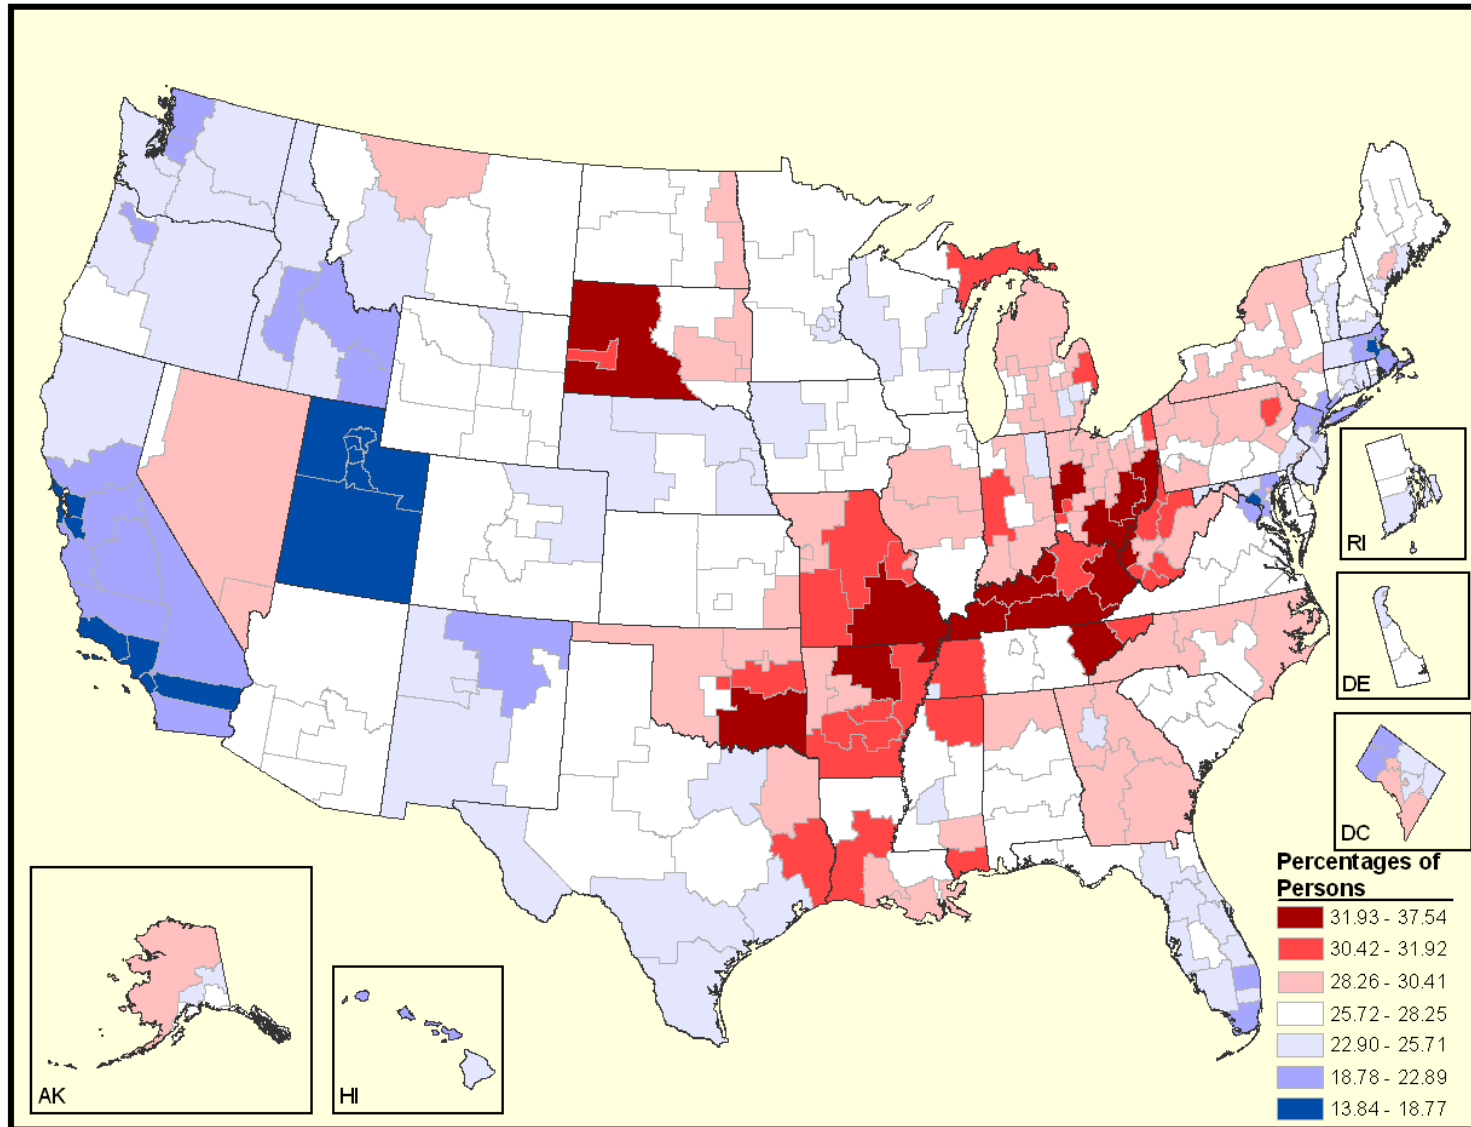 RI
DE
DC
AK
HI
Percentages of
Persons
31.93 - 37.54
30.42 - 31.92
28.26 - 30.41
25.72 - 28.25
22.90 - 25.71
18.78 - 22.89
13.84 - 18.77